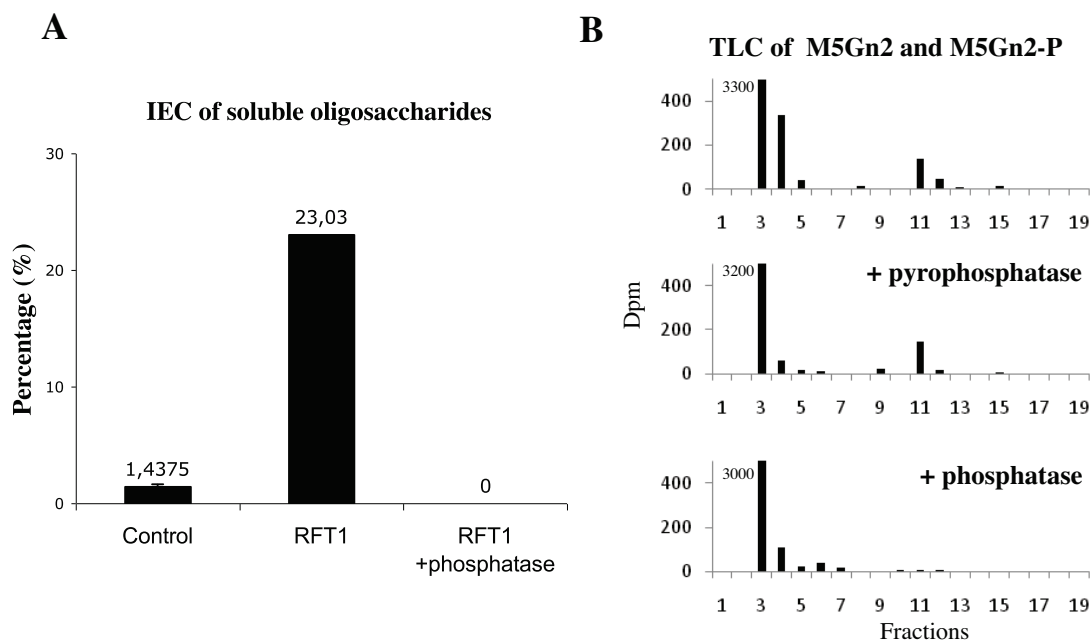 A
IEC of soluble oligosaccharides
Percentage (%)
30
20
10
0
1,4375
23,03
0
Control
RFT1
RFT1
+phosphatase
B
TLC of M5Gn2 and M5Gn2-P
Dpm
3300
400
200
0
1 3 5 7 9 11 13 15 17 19
+ pyrophosphatase
3200
400
200
0
1 3 5 7 9 11 13 15 17 19
+ phosphatase
3000
400
200
0
1 3 5 7 9 11 13 15 17 19
Fractions